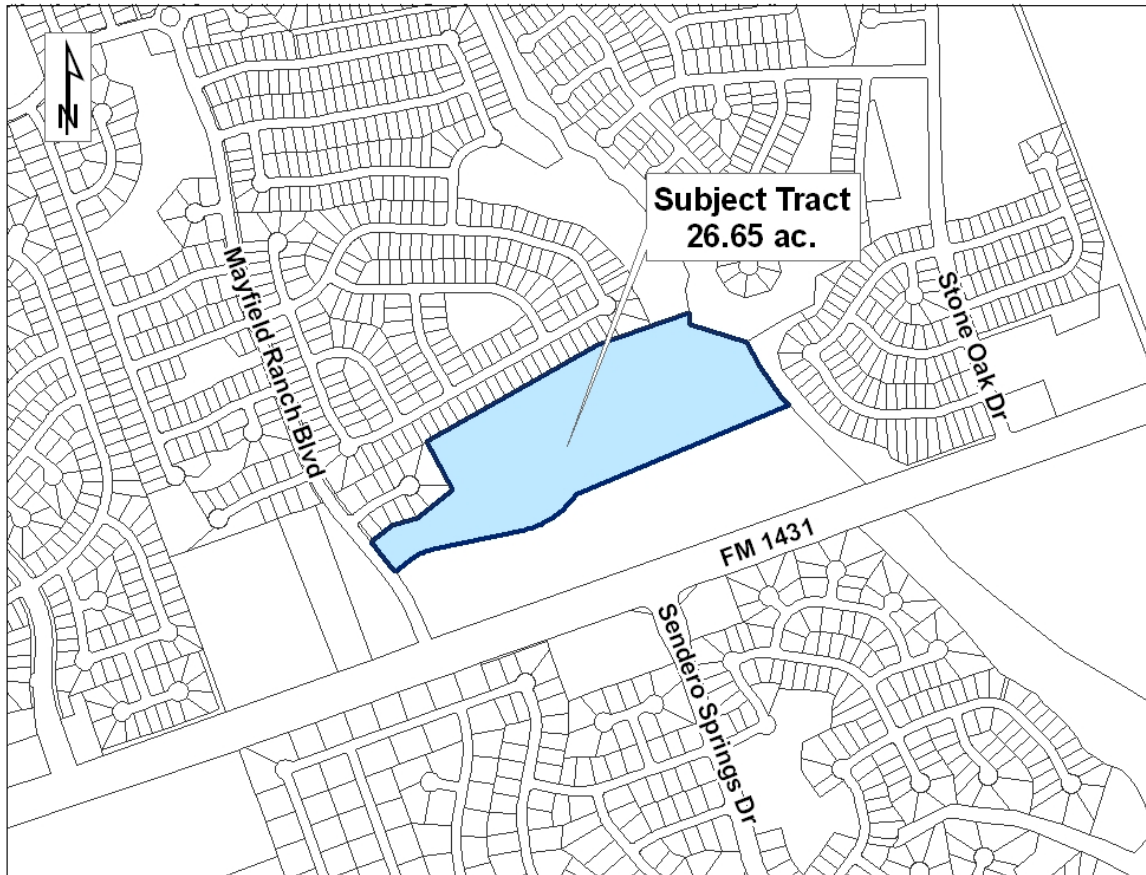 N
Subject Tract
26.65 ac.
Mayfield Ranch Blvd
Stone Oak Dr
FM 1431
Sendero Springs Dr